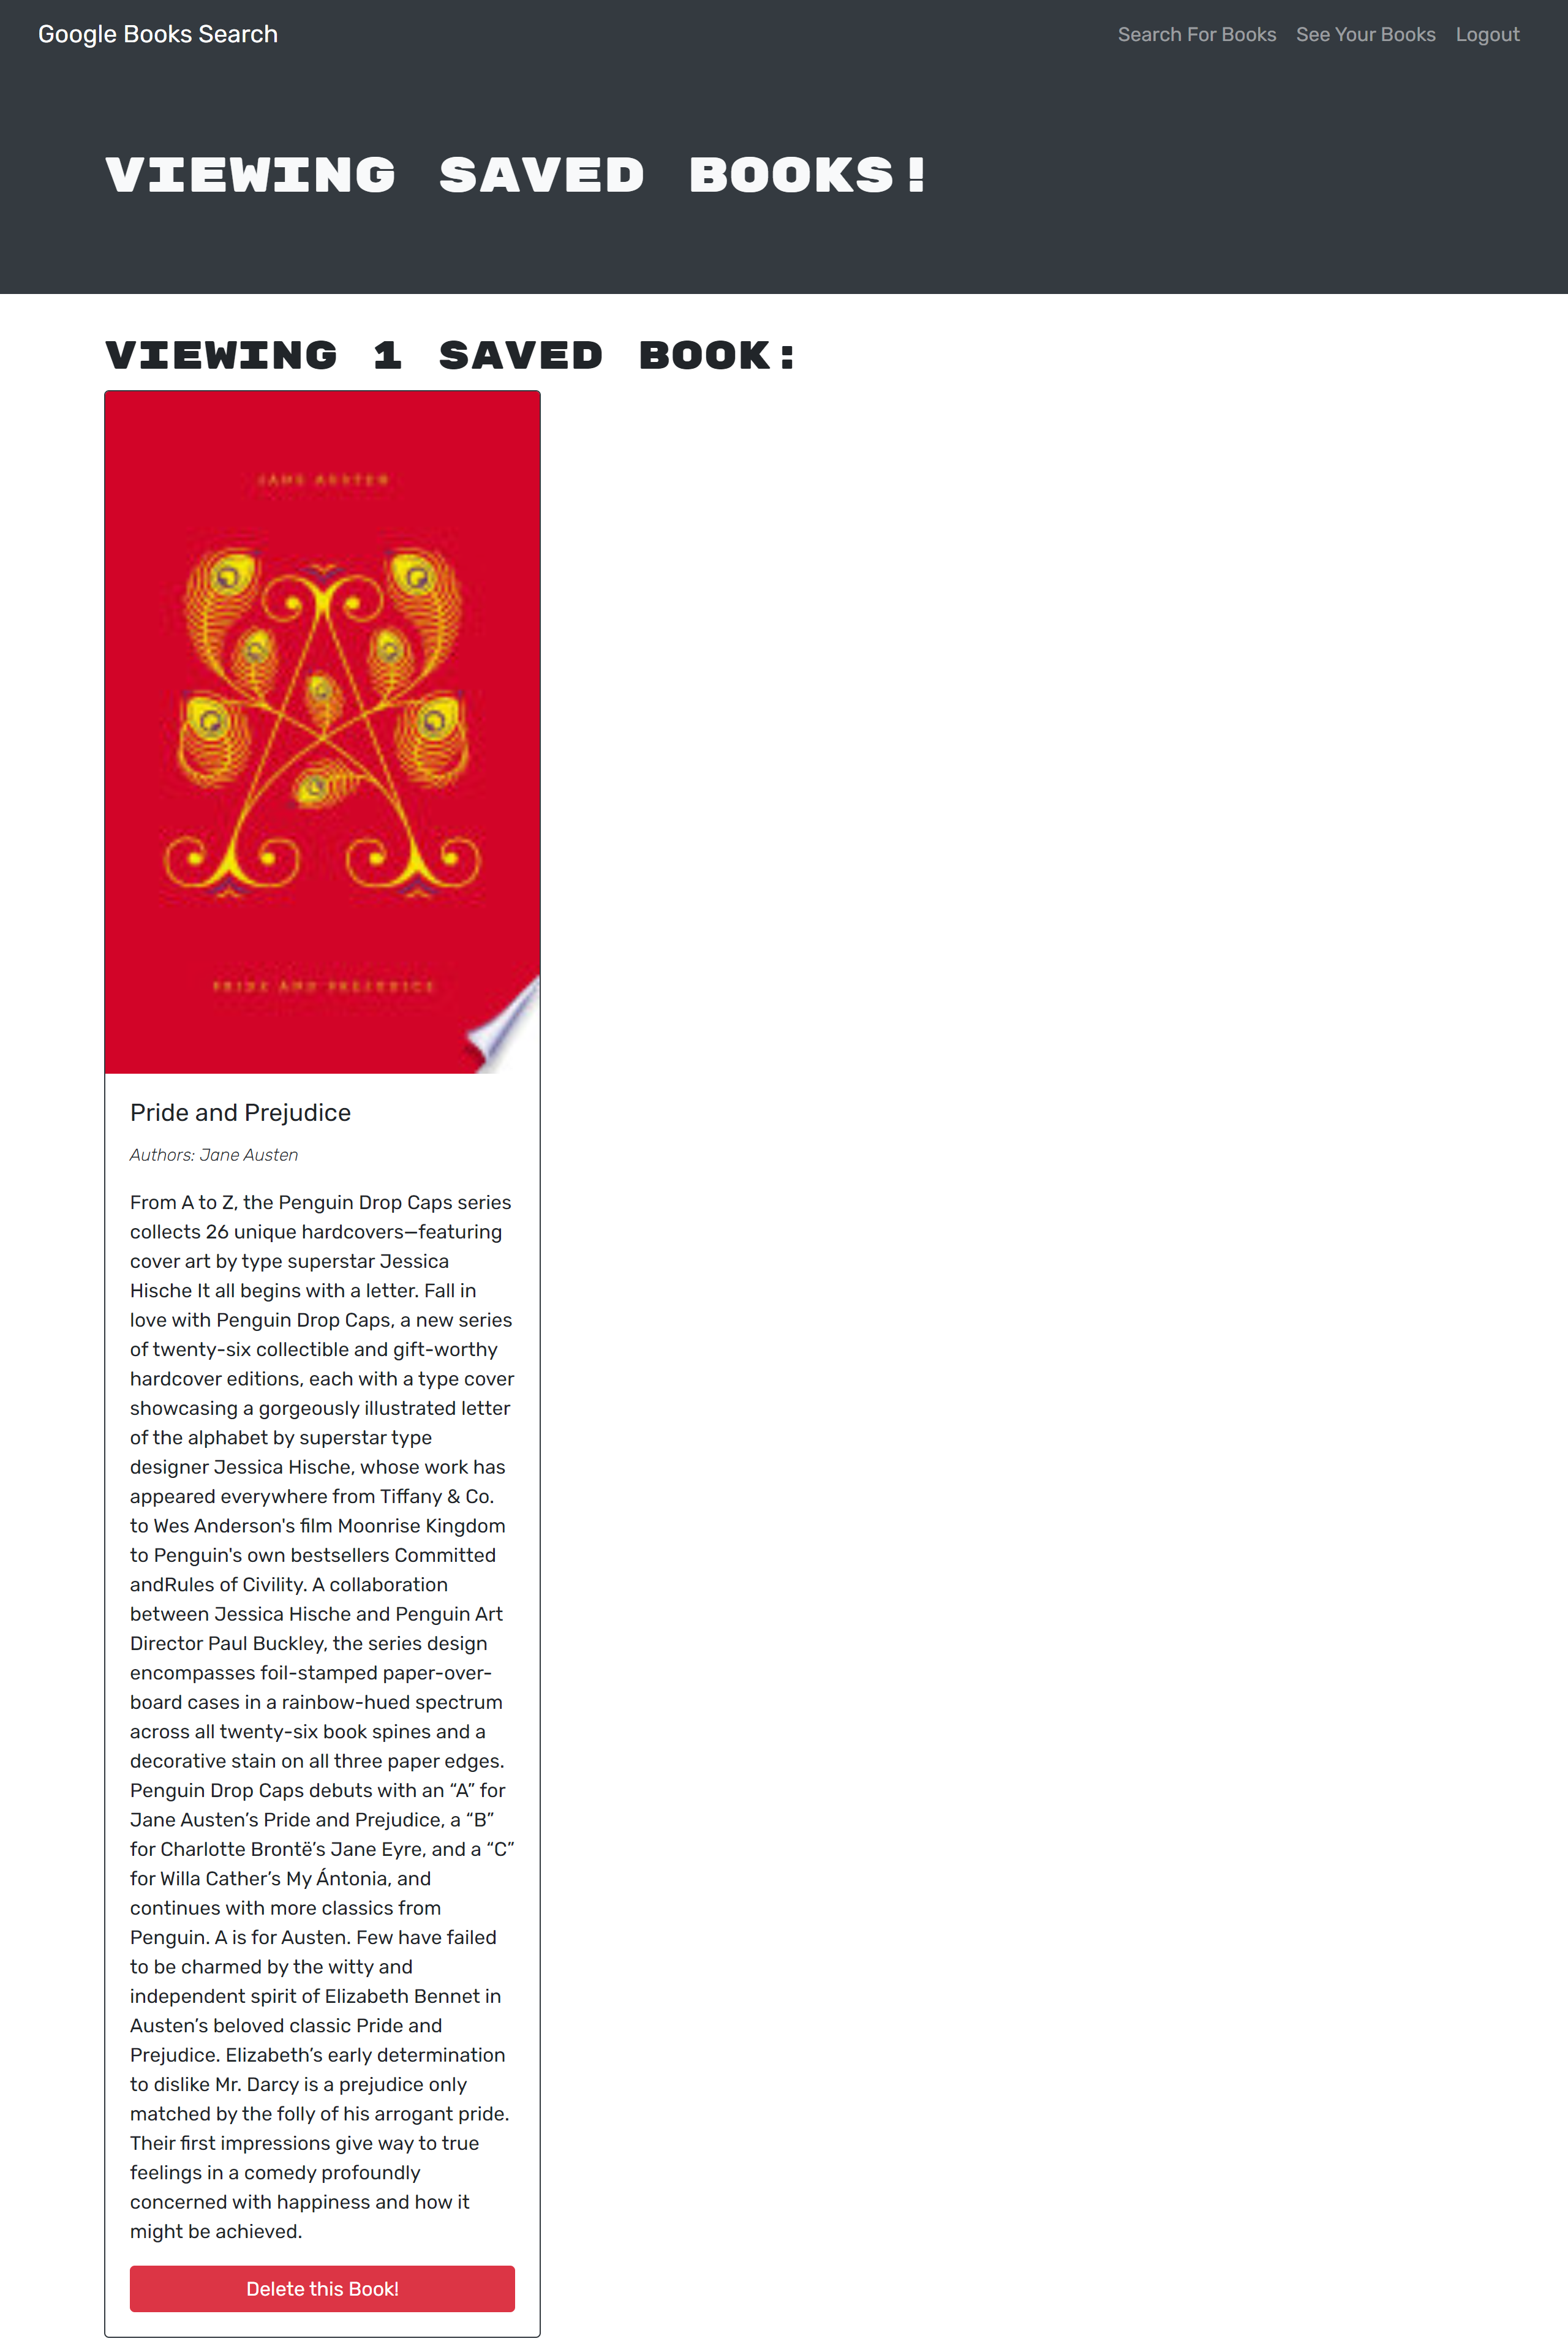 Google Books Search
Search For Books See Your Books Logout
VIEWING SAVED BOOKS!
VIEWING 1 SAVED BOOK:
JANE AUSTEN
PRIDE AND PREJUDICE
Pride and Prejudice
Authors: Jane Austen
From A to Z, the Penguin Drop Caps series
collects 26 unique hardcovers—featuring
cover art by type superstar Jessica
Hische It all begins with a letter. Fall in
love with Penguin Drop Caps, a new series
of twenty-six collectible and gift-worthy
hardcover editions, each with a type cover
showcasing a gorgeously illustrated letter
of the alphabet by superstar type
designer Jessica Hische, whose work has
appeared everywhere from Tiffany & Co.
to Wes Anderson's film Moonrise Kingdom
to Penguin's own bestsellers Committed
andRules of Civility. A collaboration
between Jessica Hische and Penguin Art
Director Paul Buckley, the series design
encompasses foil-stamped paper-over-
board cases in a rainbow-hued spectrum
across all twenty-six book spines and a
decorative stain on all three paper edges.
Penguin Drop Caps debuts with an “A” for
Jane Austen’s Pride and Prejudice, a “B”
for Charlotte Brontë’s Jane Eyre, and a “C”
for Willa Cather’s My Ántonia, and
continues with more classics from
Penguin. A is for Austen. Few have failed
to be charmed by the witty and
independent spirit of Elizabeth Bennet in
Austen’s beloved classic Pride and
Prejudice. Elizabeth’s early determination
to dislike Mr. Darcy is a prejudice only
matched by the folly of his arrogant pride.
Their first impressions give way to true
feelings in a comedy profoundly
concerned with happiness and how it
might be achieved.
Delete this Book!